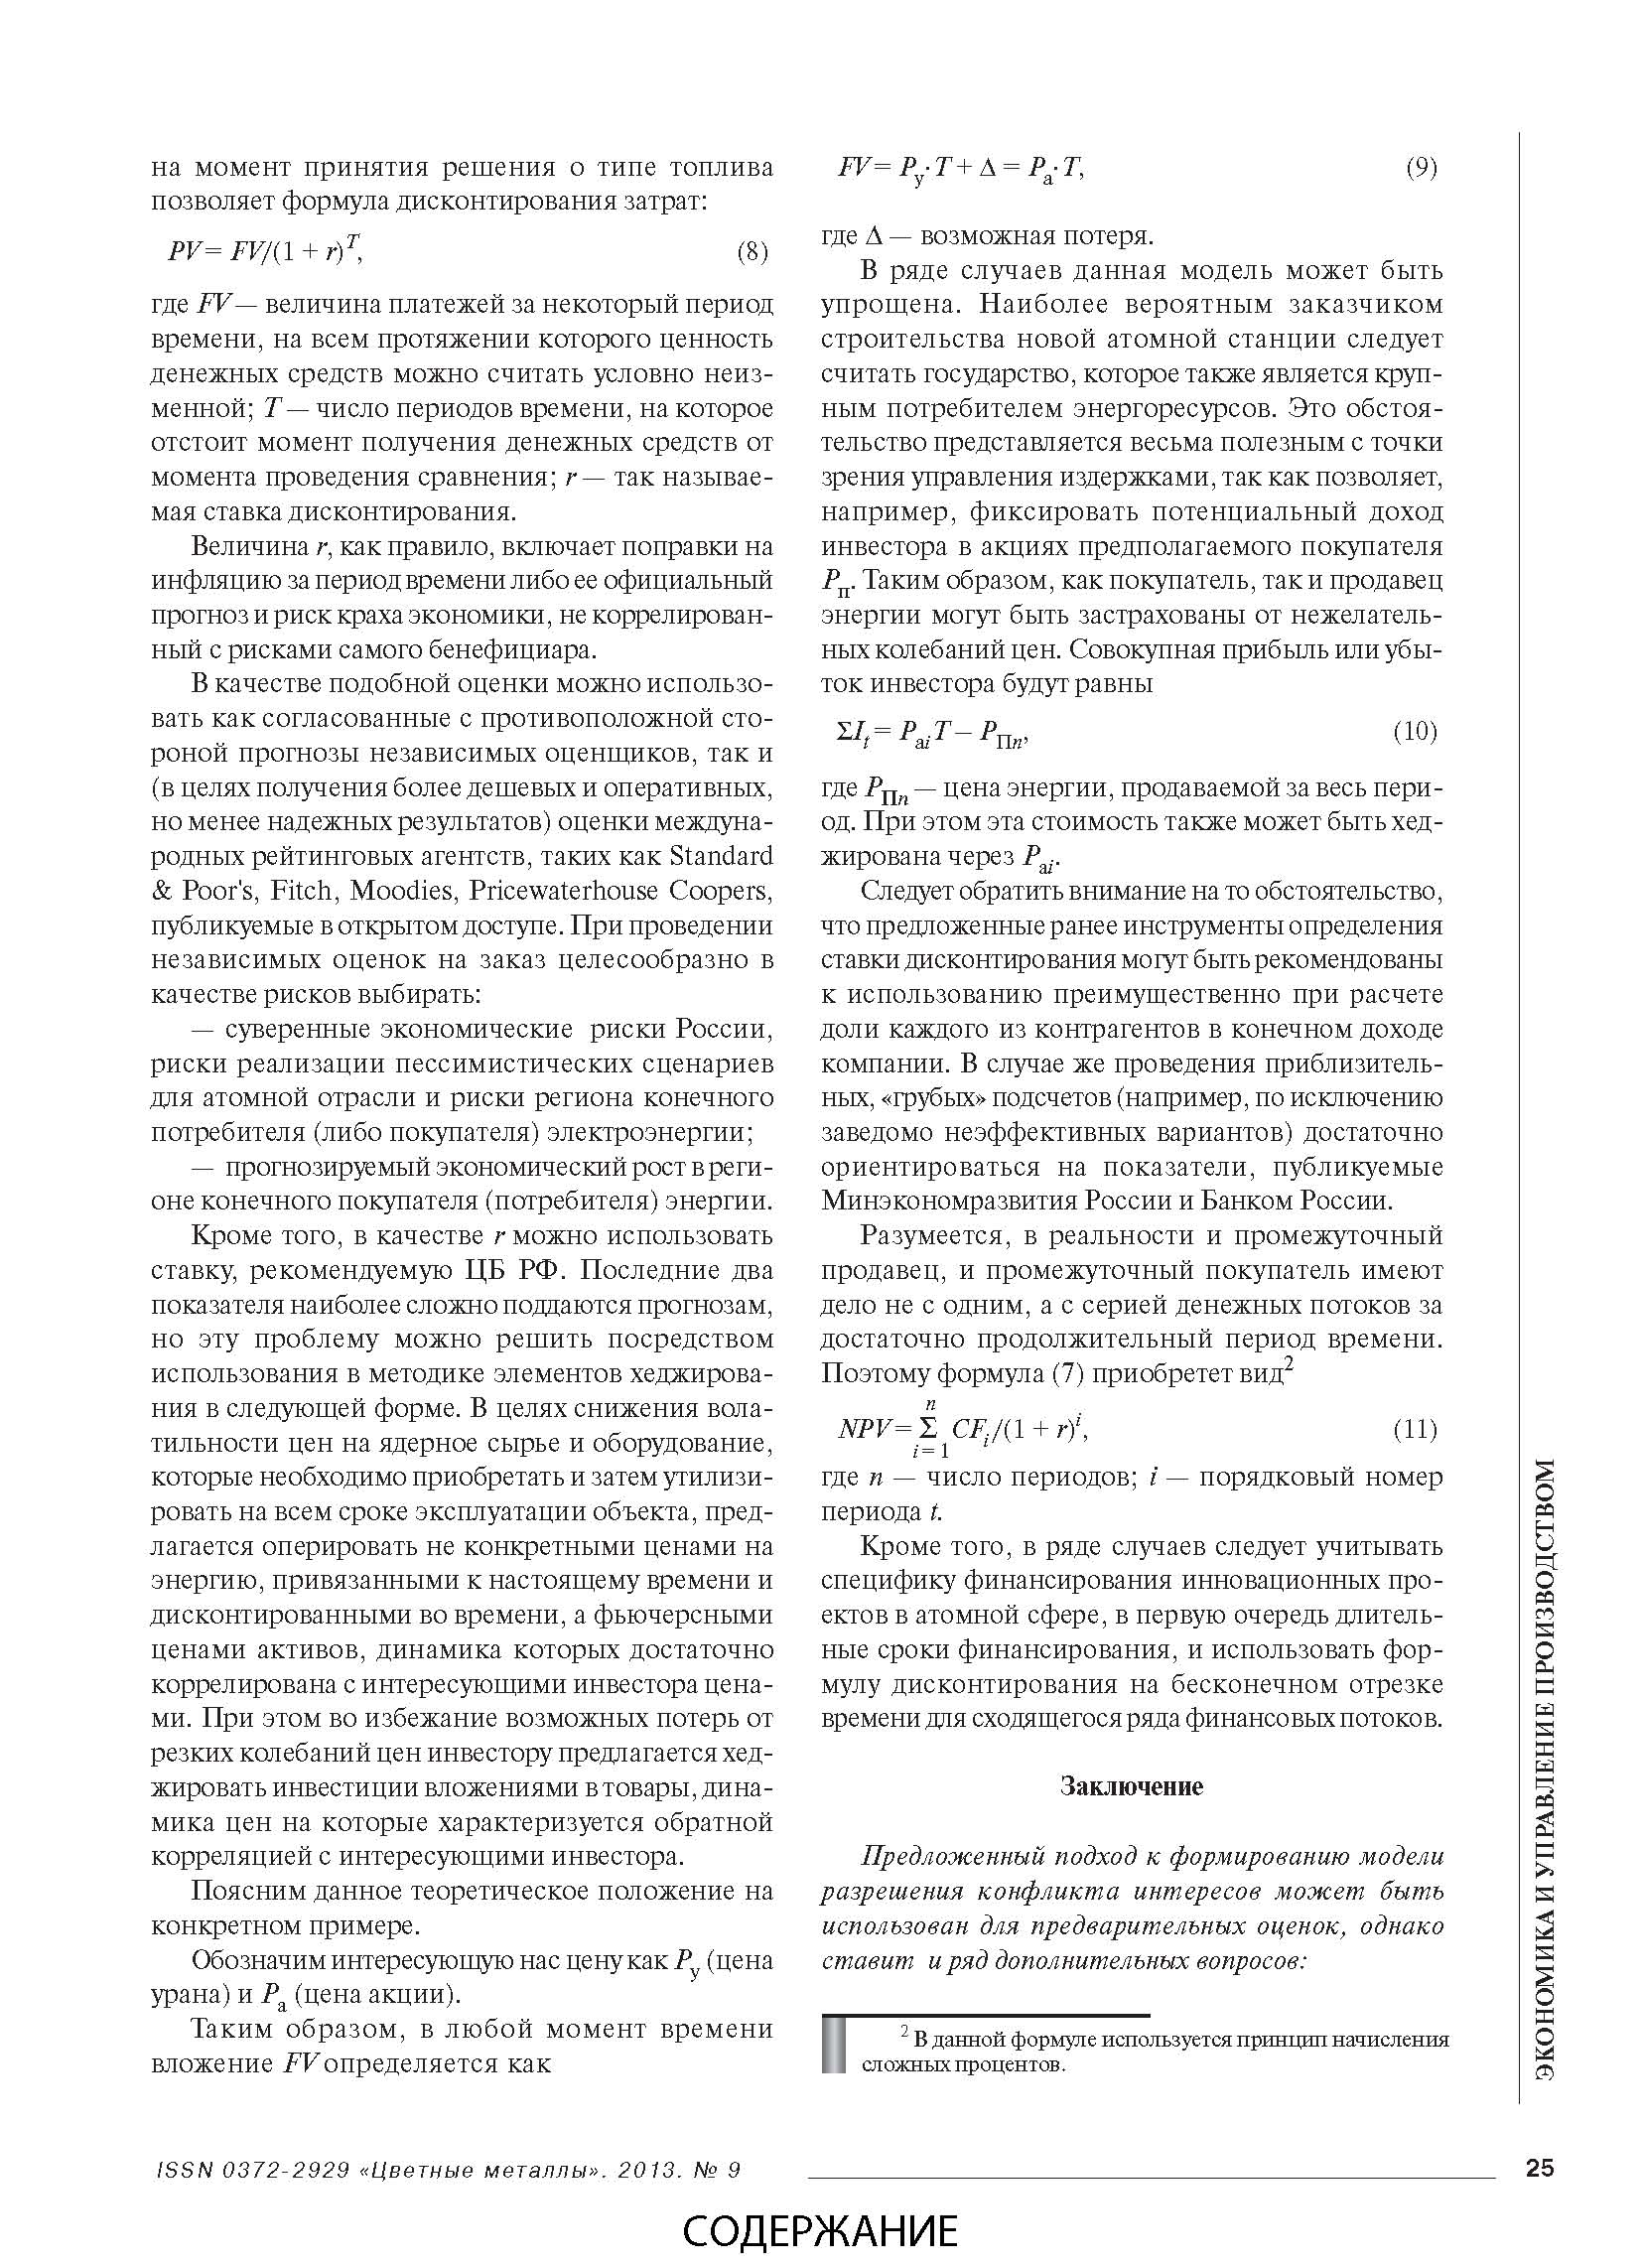 на момент принятия решения о типе топлива
позволяет формула дисконтирования затрат:
PV = FV/(1 + r)^T, (8)
где FV — величина платежей за некоторый период
времени, на всем протяжении которого ценность
денежных средств можно считать условно неиз-
менной; T — число периодов времени, на которое
отстоит момент получения денежных средств от
момента проведения сравнения; r — так называе-
мая ставка дисконтирования.
Величина r, как правило, включает поправки на
инфляцию за период времени либо ее официальный
прогноз и риск краха экономики, не коррелирован-
ный с рисками самого бенефициара.
В качестве подобной оценки можно использо-
вать как согласованные с противоположной сто-
роной прогнозы независимых оценщиков, так и
(в целях получения более дешевых и оперативных,
но менее надежных результатов) оценки междуна-
родных рейтинговых агентств, таких как Standard
& Poor's, Fitch, Moodies, Pricewaterhouse Coopers,
публикуемые в открытом доступе. При проведении
независимых оценок на заказ целесообразно в
качестве рисков выбирать:
— суверенные экономические риски России,
риски реализации пессимистических сценариев
для атомной отрасли и риски региона конечного
потребителя (либо покупателя) электроэнергии;
— прогнозируемый экономический рост в реги-
оне конечного покупателя (потребителя) энергии.
Кроме того, в качестве r можно использовать
ставку, рекомендуемую ЦБ РФ. Последние два
показателя наиболее сложно поддаются прогнозам,
но эту проблему можно решить посредством
использования в методике элементов хеджирова-
ния в следующей форме. В целях снижения вола-
тильности цен на ядерное сырье и оборудование,
которые необходимо приобретать и затем утилизи-
ровать на всем сроке эксплуатации объекта, пред-
лагается оперировать не конкретными ценами на
энергию, привязанными к настоящему времени и
дисконтированными во времени, а фьючерсными
ценами активов, динамика которых достаточно
коррелирована с интересующими инвестора цена-
ми. При этом во избежание возможных потерь от
резких колебаний цен инвестору предлагается хед-
жировать инвестиции вложениями в товары, дина-
мика цен на которые характеризуется обратной
корреляцией с интересующими инвестора.
Поясним данное теоретическое положение на
конкретном примере.
Обозначим интересующую нас цену как Pу (цена
урана) и Pа (цена акции).
Таким образом, в любой момент времени
вложение FV определяется как
FV = Pу·T + Δ = Pа·T, (9)
где Δ — возможная потеря.
В ряде случаев данная модель может быть
упрощена. Наиболее вероятным заказчиком
строительства новой атомной станции следует
считать государство, которое также является круп-
ным потребителем энергоресурсов. Это обстоя-
тельство представляется весьма полезным с точки
зрения управления издержками, так как позволяет,
например, фиксировать потенциальный доход
инвестора в акциях предполагаемого покупателя
Pп. Таким образом, как покупатель, так и продавец
энергии могут быть застрахованы от нежелатель-
ных колебаний цен. Совокупная прибыль или убы-
ток инвестора будут равны
ΣIt = PаiT – PПn, (10)
где PПn — цена энергии, продаваемой за весь пери-
од. При этом эта стоимость также может быть хед-
жирована через Pаi.
Следует обратить внимание на то обстоятельство,
что предложенные ранее инструменты определения
ставки дисконтирования могут быть рекомендованы
к использованию преимущественно при расчете
доли каждого из контрагентов в конечном доходе
компании. В случае же проведения приблизитель-
ных, «грубых» подсчетов (например, по исключению
заведомо неэффективных вариантов) достаточно
ориентироваться на показатели, публикуемые
Минэкономразвития России и Банком России.
Разумеется, в реальности и промежуточный
продавец, и промежуточный покупатель имеют
дело не с одним, а с серией денежных потоков за
достаточно продолжительный период времени.
Поэтому формула (7) приобретет вид²
n
NPV = Σ CFi/(1 + r)^i, (11)
i = 1
где n — число периодов; i — порядковый номер
периода t.
Кроме того, в ряде случаев следует учитывать
специфику финансирования инновационных про-
ектов в атомной сфере, в первую очередь длитель-
ные сроки финансирования, и использовать фор-
мулу дисконтирования на бесконечном отрезке
времени для сходящегося ряда финансовых потоков.
Заключение
Предложенный подход к формированию модели
разрешения конфликта интересов может быть
использован для предварительных оценок, однако
ставит и ряд дополнительных вопросов:
² В данной формуле используется принцип начисления
сложных процентов.
ЭКОНОМИКА И УПРАВЛЕНИЕ ПРОИЗВОДСТВОМ
ISSN 0372-2929 «Цветные металлы». 2013. № 9 25
СОДЕРЖАНИЕ